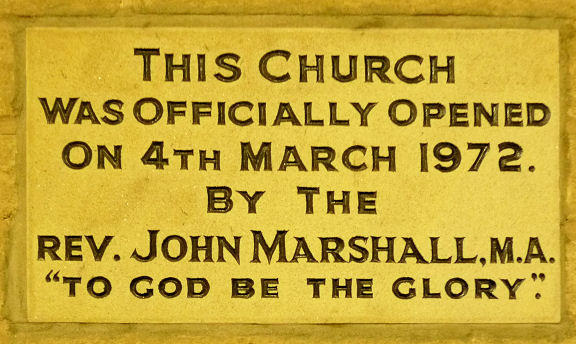 THIS CHURCH
WAS OFFICIALLY OPENED
ON 4TH MARCH 1972.
BY THE
REV. JOHN MARSHALL, M.A.
“TO GOD BE THE GLORY”.